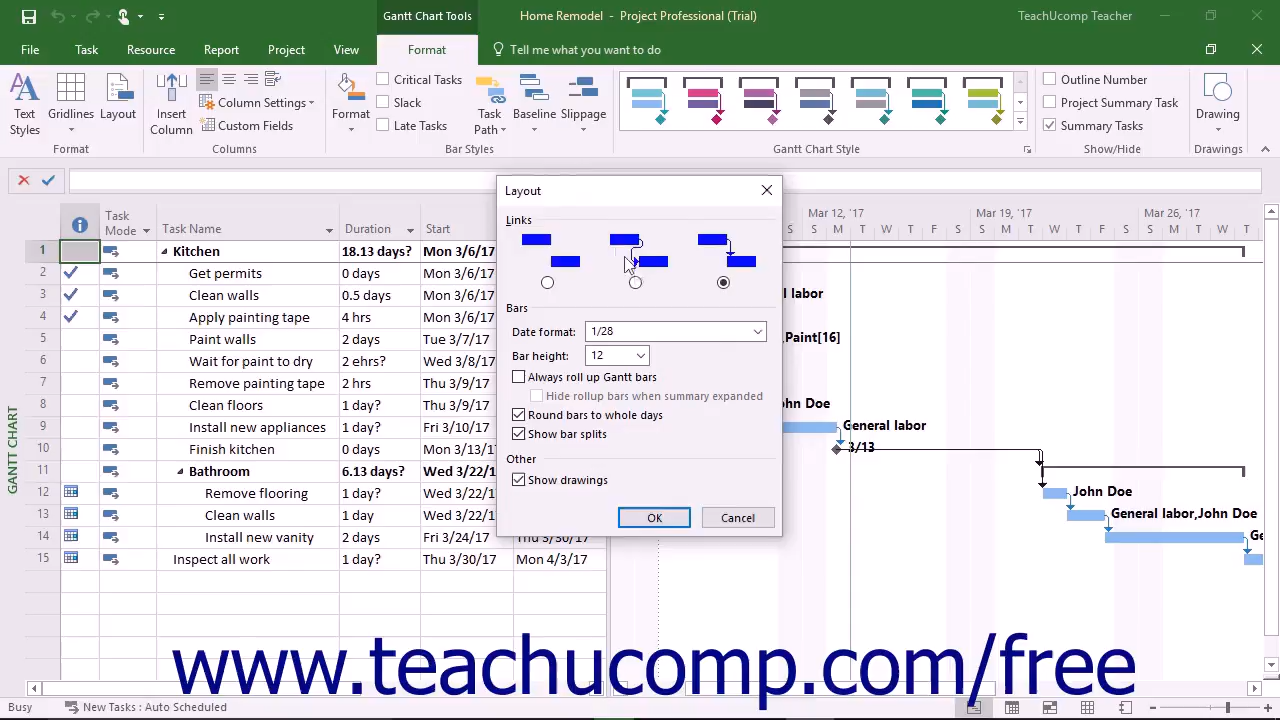 Gantt Chart Tools
Home Remodel - Project Professional (Trial)
TeachUcomp Teacher
File Task Resource Report Project View Format Tell me what you want to do
Text Styles
Gridlines
Layout
Format
Insert Column
Column Settings
Custom Fields
Columns
Format
Critical Tasks
Slack
Late Tasks
Task Path
Baseline
Slippage
Bar Styles
Gantt Chart Style
Outline Number
Project Summary Task
Summary Tasks
Show/Hide
Drawing
Drawings
Task Mode Task Name Duration Start
Mar 12, '17 Mar 19, '17 Mar 26, '17
S M T W T F S S M T W T F S S M T W T F S S M T W T
1 Kitchen 18.13 days? Mon 3/6/17
2 Get permits 0 days Mon 3/6/17
3 Clean walls 0.5 days Mon 3/6/17
4 Apply painting tape 4 hrs Mon 3/6/17
5 Paint walls 2 days Tue 3/7/17
6 Wait for paint to dry 2 ehrs? Wed 3/8/17
7 Remove painting tape 2 hrs Thu 3/9/17
8 Clean floors 1 day? Thu 3/9/17
9 Install new appliances 1 day? Fri 3/10/17
10 Finish kitchen 0 days Mon 3/13/17
11 Bathroom 6.13 days? Wed 3/22/1
12 Remove flooring 1 day? Wed 3/22/1
13 Clean walls 1 day Wed 3/22/1
14 Install new vanity 2 days Fri 3/24/17 Thu 3/30/17
15 Inspect all work 1 day? Thu 3/30/17 Mon 4/3/17
GANTT CHART
Layout
Links
Bars
Date format: 1/28
Bar height: 12
Always roll up Gantt bars
Hide rollup bars when summary expanded
Round bars to whole days
Show bar splits
Other
Show drawings
OK Cancel
l labor
,Paint[16]
hn Doe
General labor
3/13
John Doe
General labor,John Doe
Ge
www.teachucomp.com/free
Busy New Tasks : Auto Scheduled